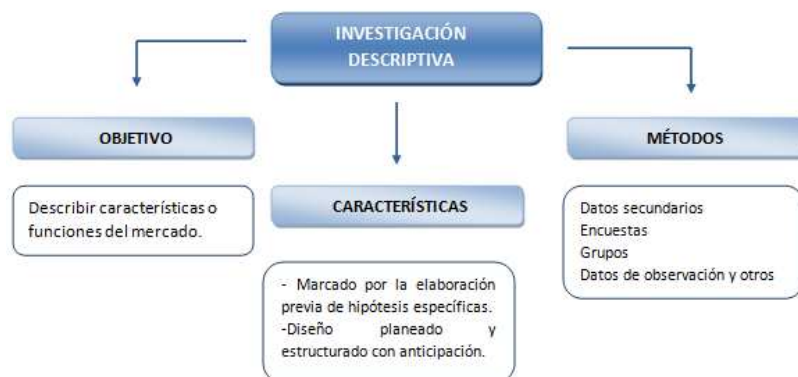 INVESTIGACIÓN
DESCRIPTIVA
OBJETIVO
Describir características o
funciones del mercado.
CARACTERÍSTICAS
- Marcado por la elaboración
previa de hipótesis específicas.
-Diseño planeado y
estructurado con anticipación.
MÉTODOS
Datos secundarios
Encuestas
Grupos
Datos de observación y otros